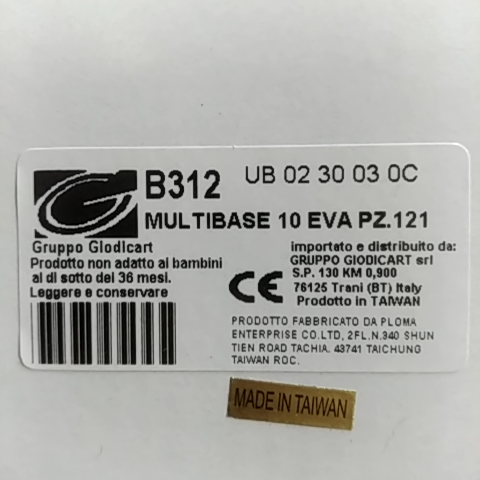 B312 UB 02 30 03 0C
MULTIBASE 10 EVA PZ.121
Gruppo Giodicart
Prodotto non adatto ai bambini
al di sotto dei 36 mesi.
Leggere e conservare
importato e distribuito da:
GRUPPO GIODICART srl
S.P. 130 KM 0,900
76125 Trani (BT) Italy
Prodotto in TAIWAN
CE
PRODOTTO FABBRICATO DA PLOMA
ENTERPRISE CO.LTD, 2FL.N.340 SHUN
TIEN ROAD TACHIA. 43741 TAICHUNG
TAIWAN ROC.
MADE IN TAIWAN